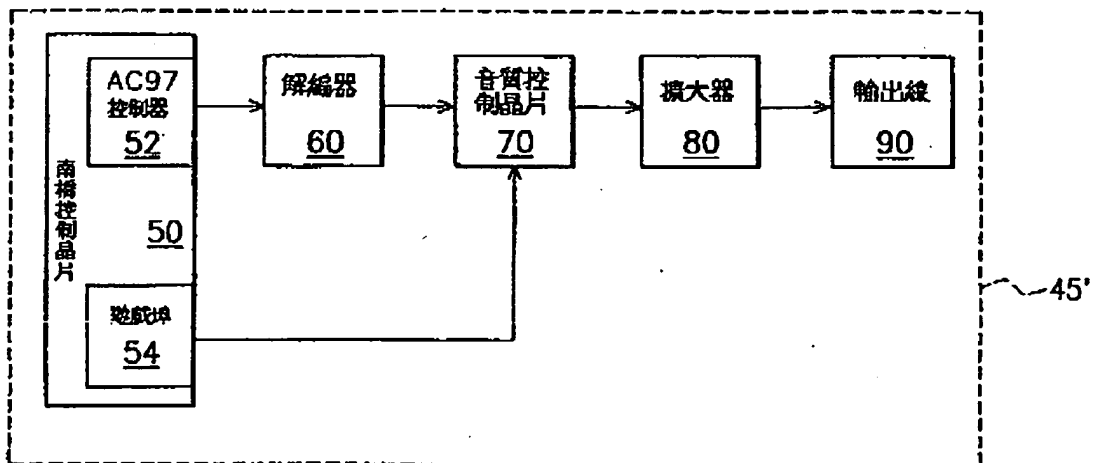 南橋控制晶片
50
AC97
控制器
52
遊戲埠
54
解編器
60
音質控
制晶片
70
擴大器
80
輸出線
90
45'